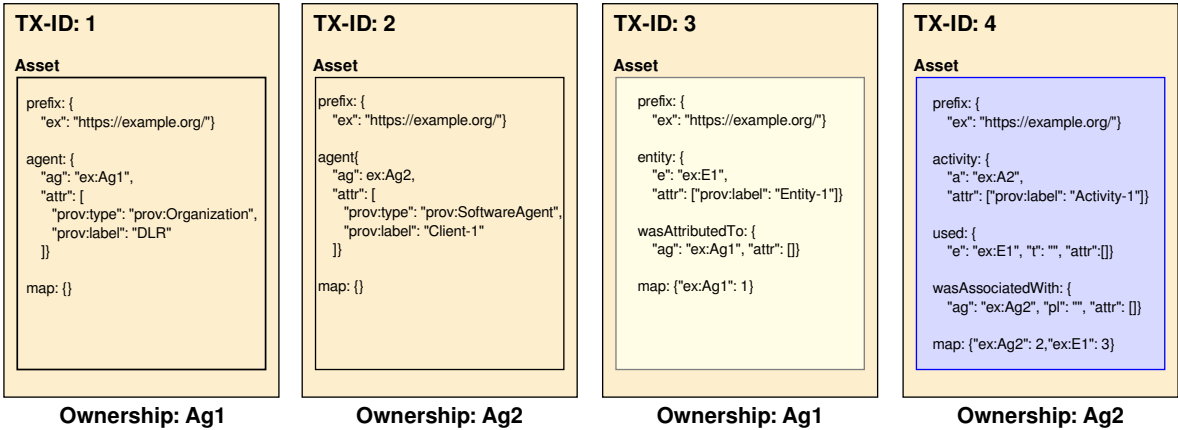 TX-ID: 1
Asset
prefix: {
"ex": "https://example.org/"}
agent: {
"ag": "ex:Ag1",
"attr": [
"prov:type": "prov:Organization",
"prov:label": "DLR"
]}
map: {}
Ownership: Ag1
TX-ID: 2
Asset
prefix: {
"ex": "https://example.org/"}
agent{
"ag": ex:Ag2,
"attr": [
"prov:type": "prov:SoftwareAgent",
"prov:label": "Client-1"
]}
map: {}
Ownership: Ag2
TX-ID: 3
Asset
prefix: {
"ex": "https://example.org/"}
entity: {
"e": "ex:E1",
"attr": ["prov:label": "Entity-1"]}
wasAttributedTo: {
"ag": "ex:Ag1", "attr": []}
map: {"ex:Ag1": 1}
Ownership: Ag1
TX-ID: 4
Asset
prefix: {
"ex": "https://example.org/"}
activity: {
"a": "ex:A2",
"attr": ["prov:label": "Activity-1"]}
used: {
"e": "ex:E1", "t": "", "attr":[]}
wasAssociatedWith: {
"ag": "ex:Ag2", "pl": "", "attr": []}
map: {"ex:Ag2": 2,"ex:E1": 3}
Ownership: Ag2